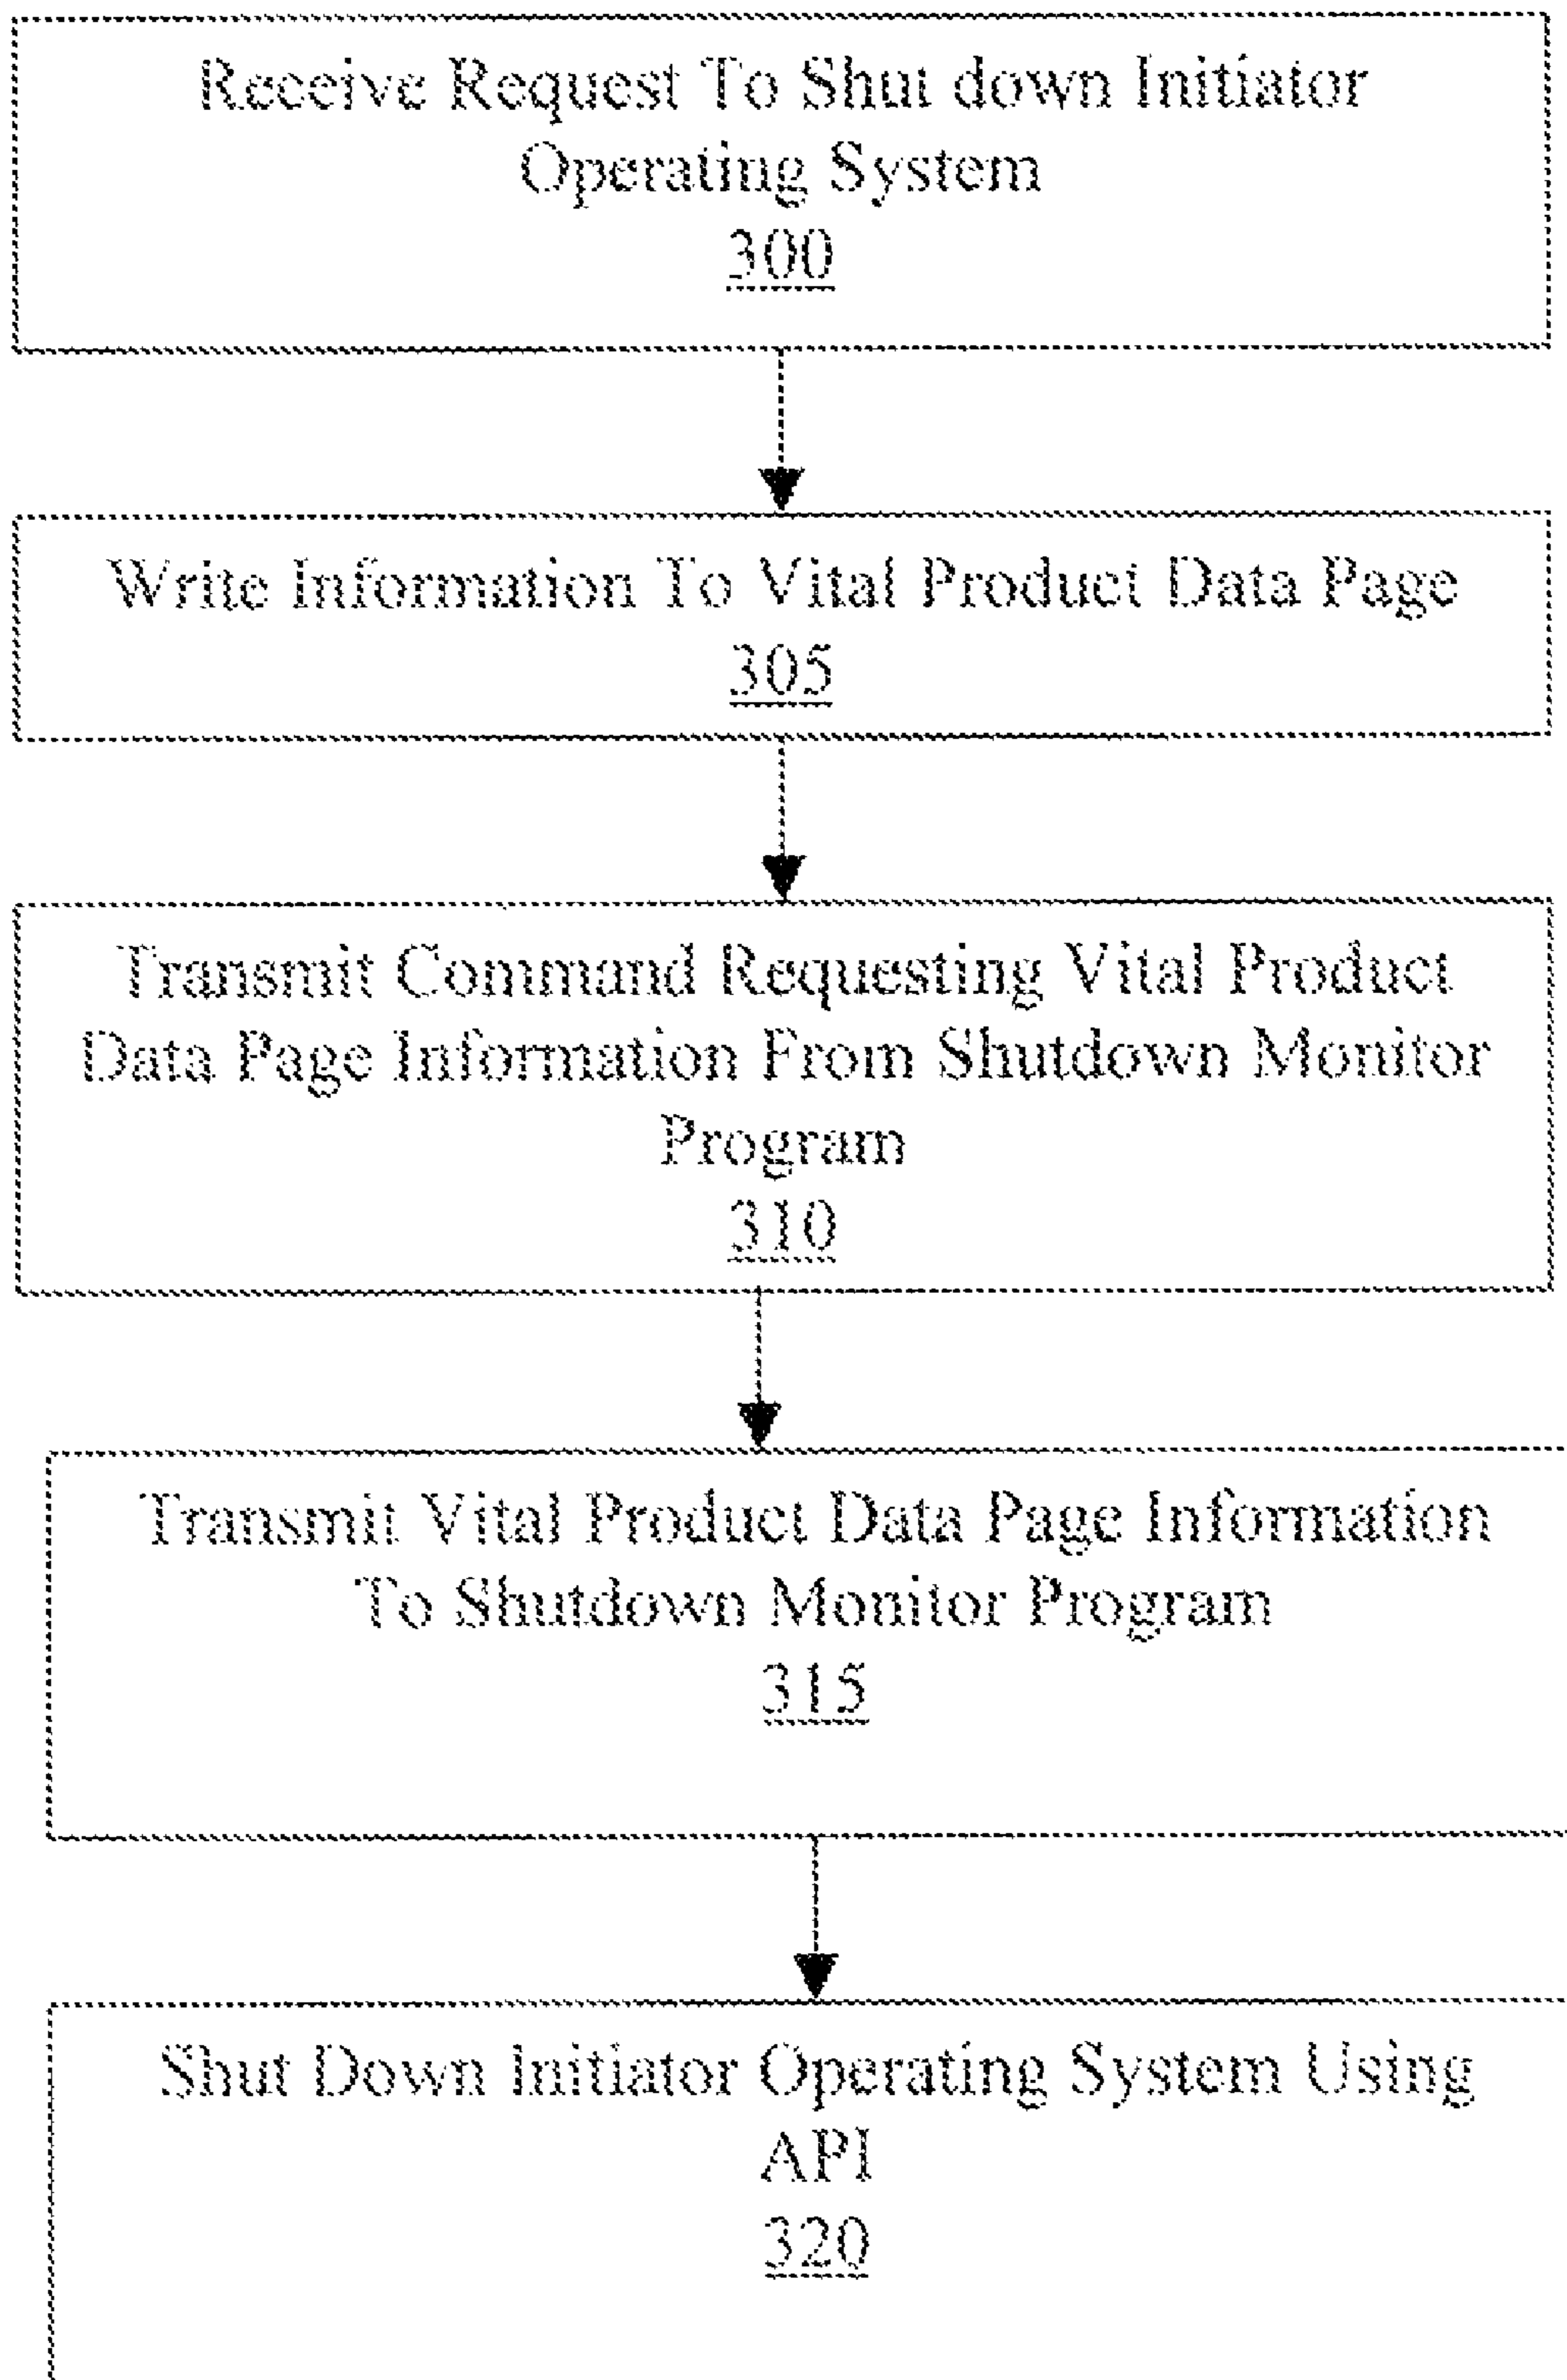 Receive Request To Shut down Initiator
Operating System
300
Write Information To Vital Product Data Page
305
Transmit Command Requesting Vital Product
Data Page Information From Shutdown Monitor
Program
310
Transmit Vital Product Data Page Information
To Shutdown Monitor Program
315
Shut Down Initiator Operating System Using
API
320